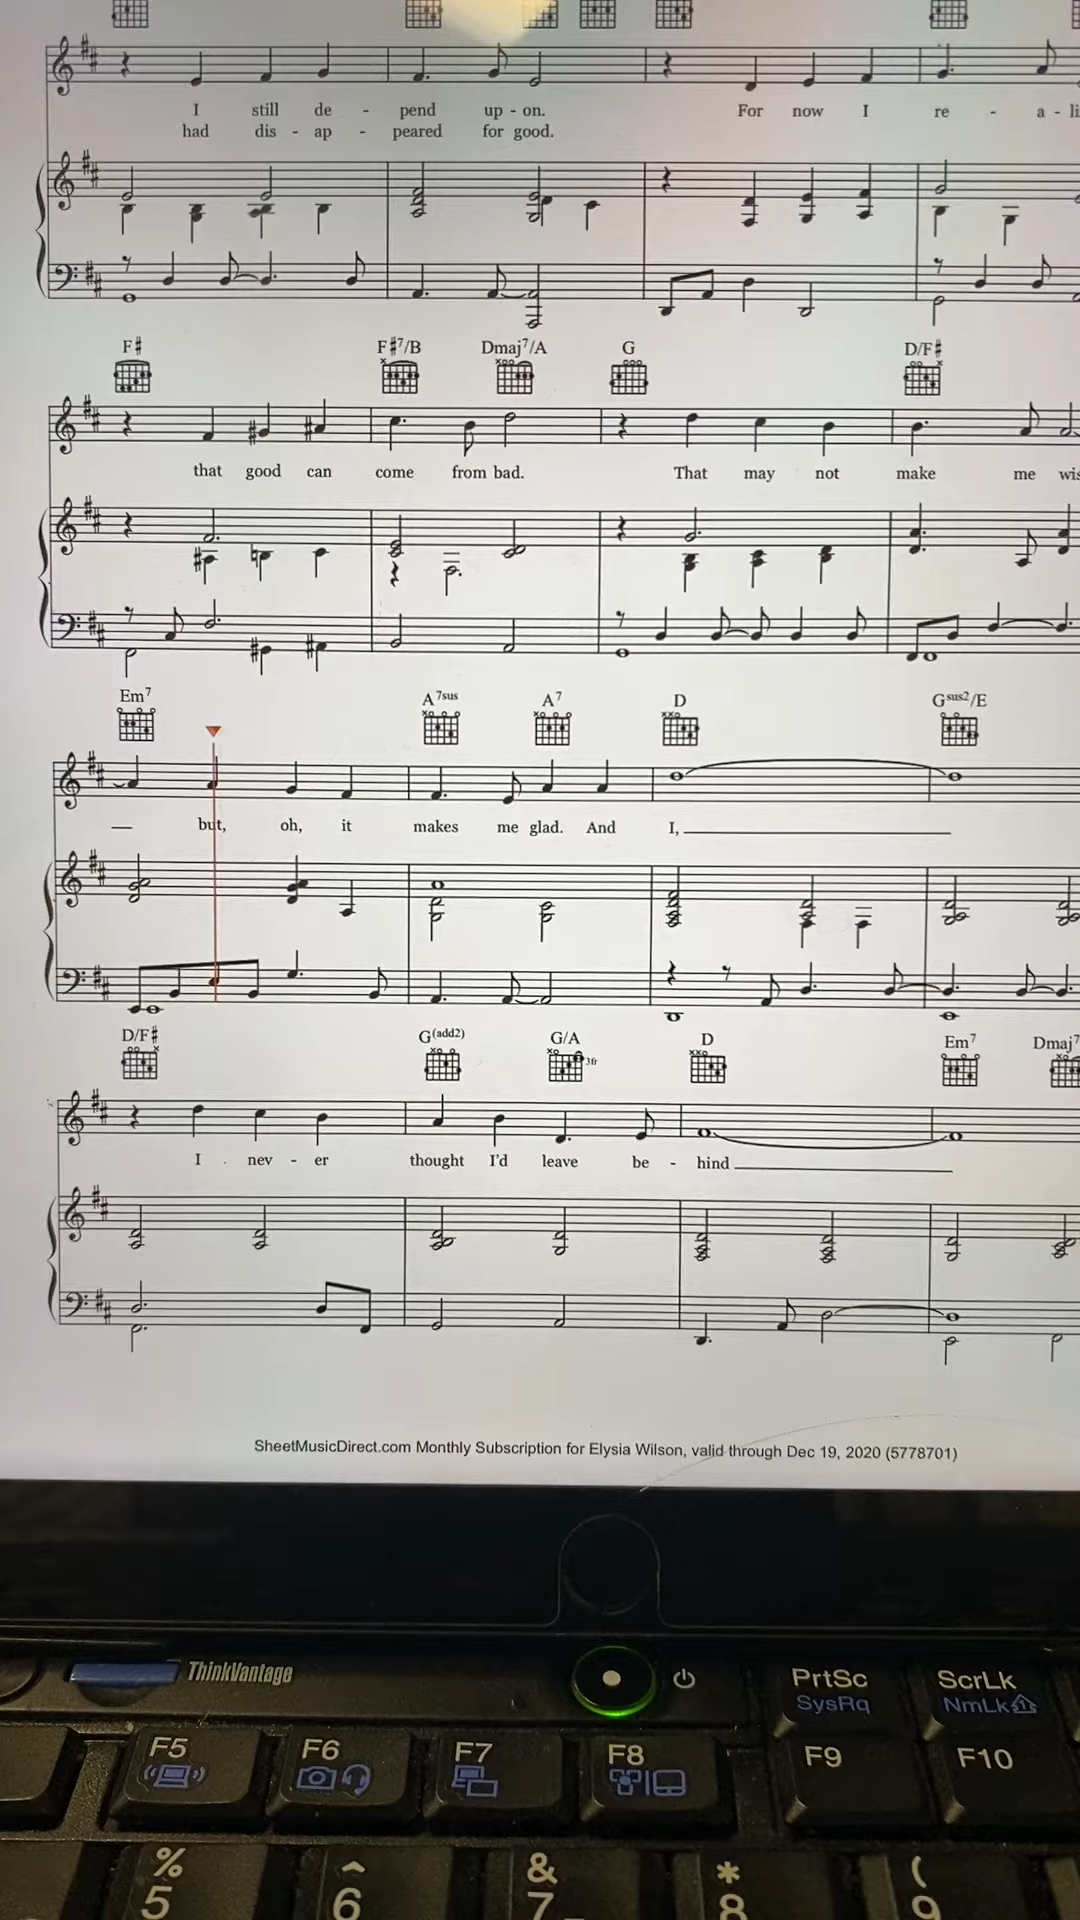 I still de - pend up - on. For now I re - a - li
had dis - ap - peared for good.
F# F#7/B Dmaj7/A G D/F#
that good can come from bad. That may not make me wis
Em7 A7sus A7 D Gsus2/E
but, oh, it makes me glad. And I,
D/F# G(add2) G/A D Em7 Dmaj7
3fr
I nev - er thought I'd leave be - hind
SheetMusicDirect.com Monthly Subscription for Elysia Wilson, valid through Dec 19, 2020 (5778701)
ThinkVantage
PrtSc ScrLk
SysRq NmLk
F5 F6 F7 F8 F9 F10
% ^ & * (
5 6 7 8 9